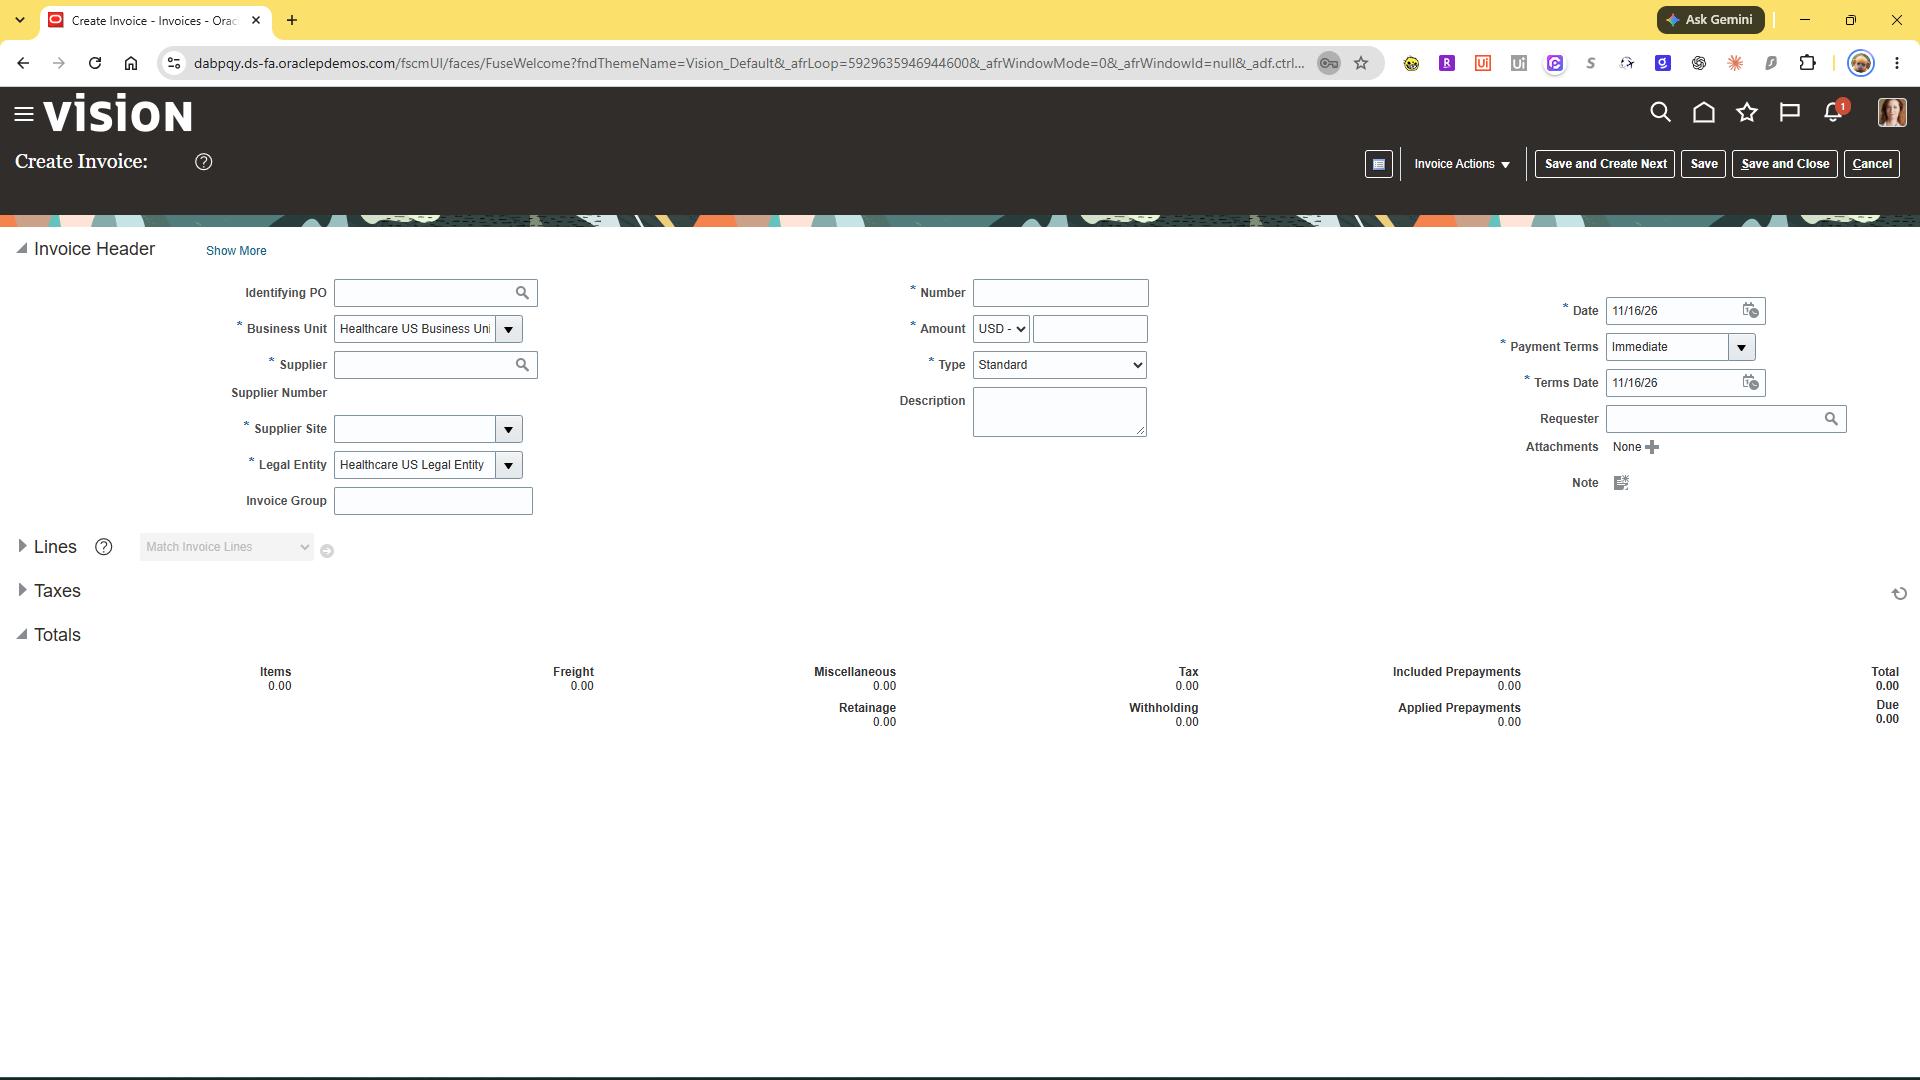 Create Invoice - Invoices - Orac
Ask Gemini
dabpqy.ds-fa.oraclepdemos.com/fscmUI/faces/FuseWelcome?fndThemeName=Vision_Default&_afrLoop=5929635946944600&_afrWindowMode=0&_afrWindowId=null&_adf.ctrl...
VISION
1
Create Invoice:
Invoice Actions
Save and Create Next
Save
Save and Close
Cancel
Invoice Header
Show More
Identifying PO
* Business Unit Healthcare US Business Uni
* Supplier
Supplier Number
* Supplier Site
* Legal Entity Healthcare US Legal Entity
Invoice Group
* Number
* Amount USD -
* Type Standard
Description
* Date 11/16/26
* Payment Terms Immediate
* Terms Date 11/16/26
Requester
Attachments None
Note
Lines
Match Invoice Lines
Taxes
Totals
Items
0.00
Freight
0.00
Miscellaneous
0.00
Retainage
0.00
Tax
0.00
Withholding
0.00
Included Prepayments
0.00
Applied Prepayments
0.00
Total
0.00
Due
0.00